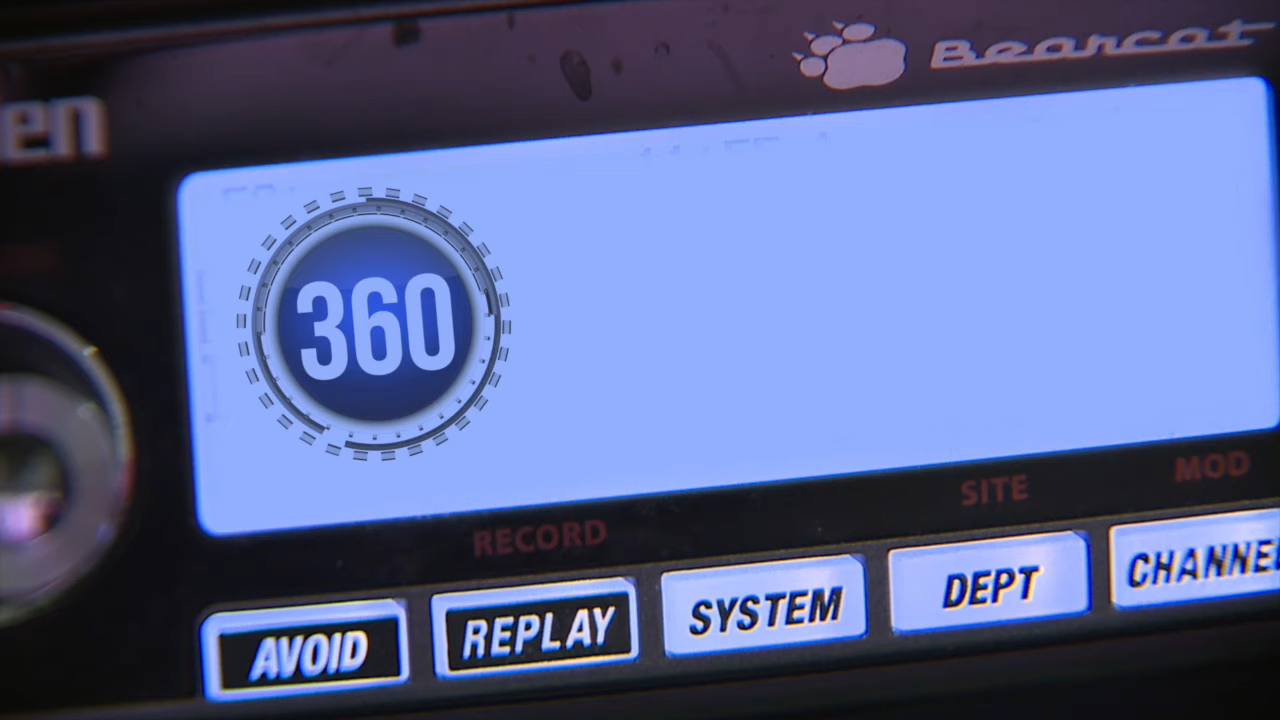 Bearcat
en
360
SITE MOD
RECORD
AVOID REPLAY SYSTEM DEPT CHANNE